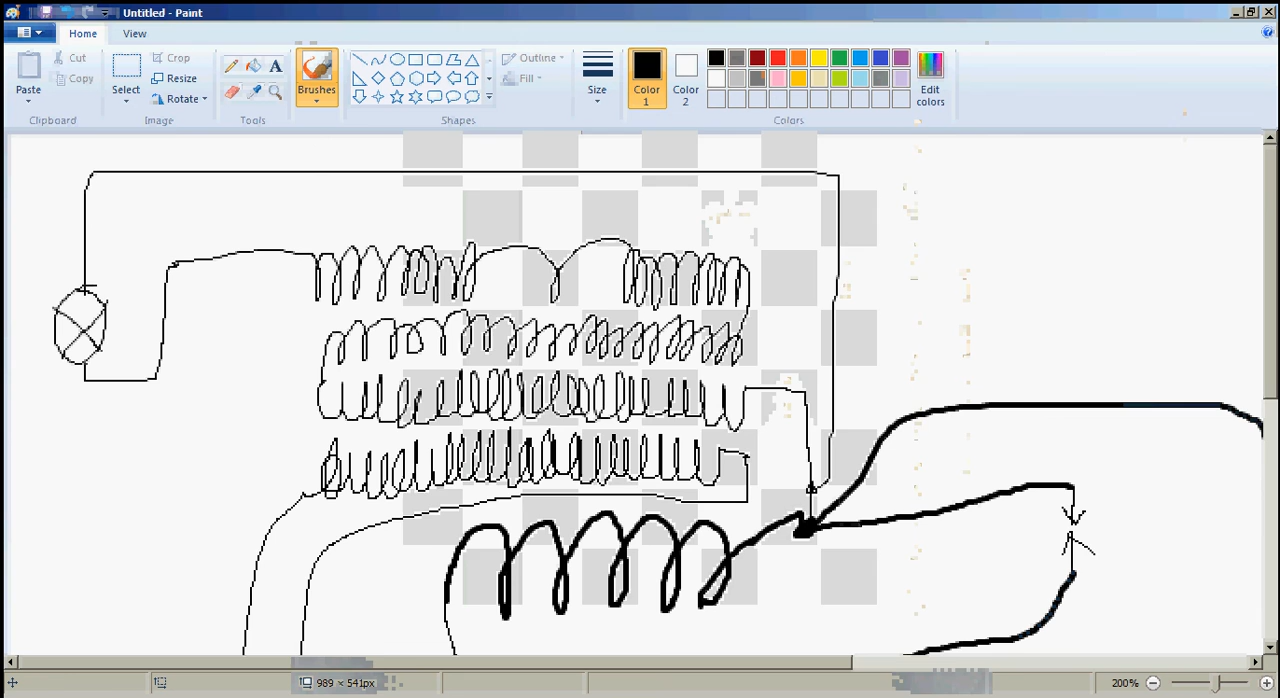 Untitled - Paint
Home View
Paste
Cut
Copy
Clipboard
Select
Crop
Resize
Rotate
Image
A
Tools
Brushes
Outline
Fill
Shapes
Size
Color 1
Color 2
Edit colors
Colors
989 × 541px
200%